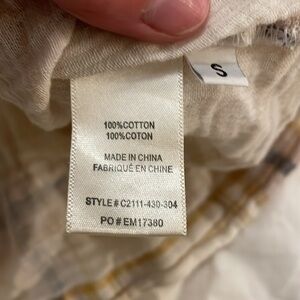 S
100%COTTON
100%COTON
MADE IN CHINA
FABRIQUÉ EN CHINE
STYLE # C2111-430-304
PO # EM17380